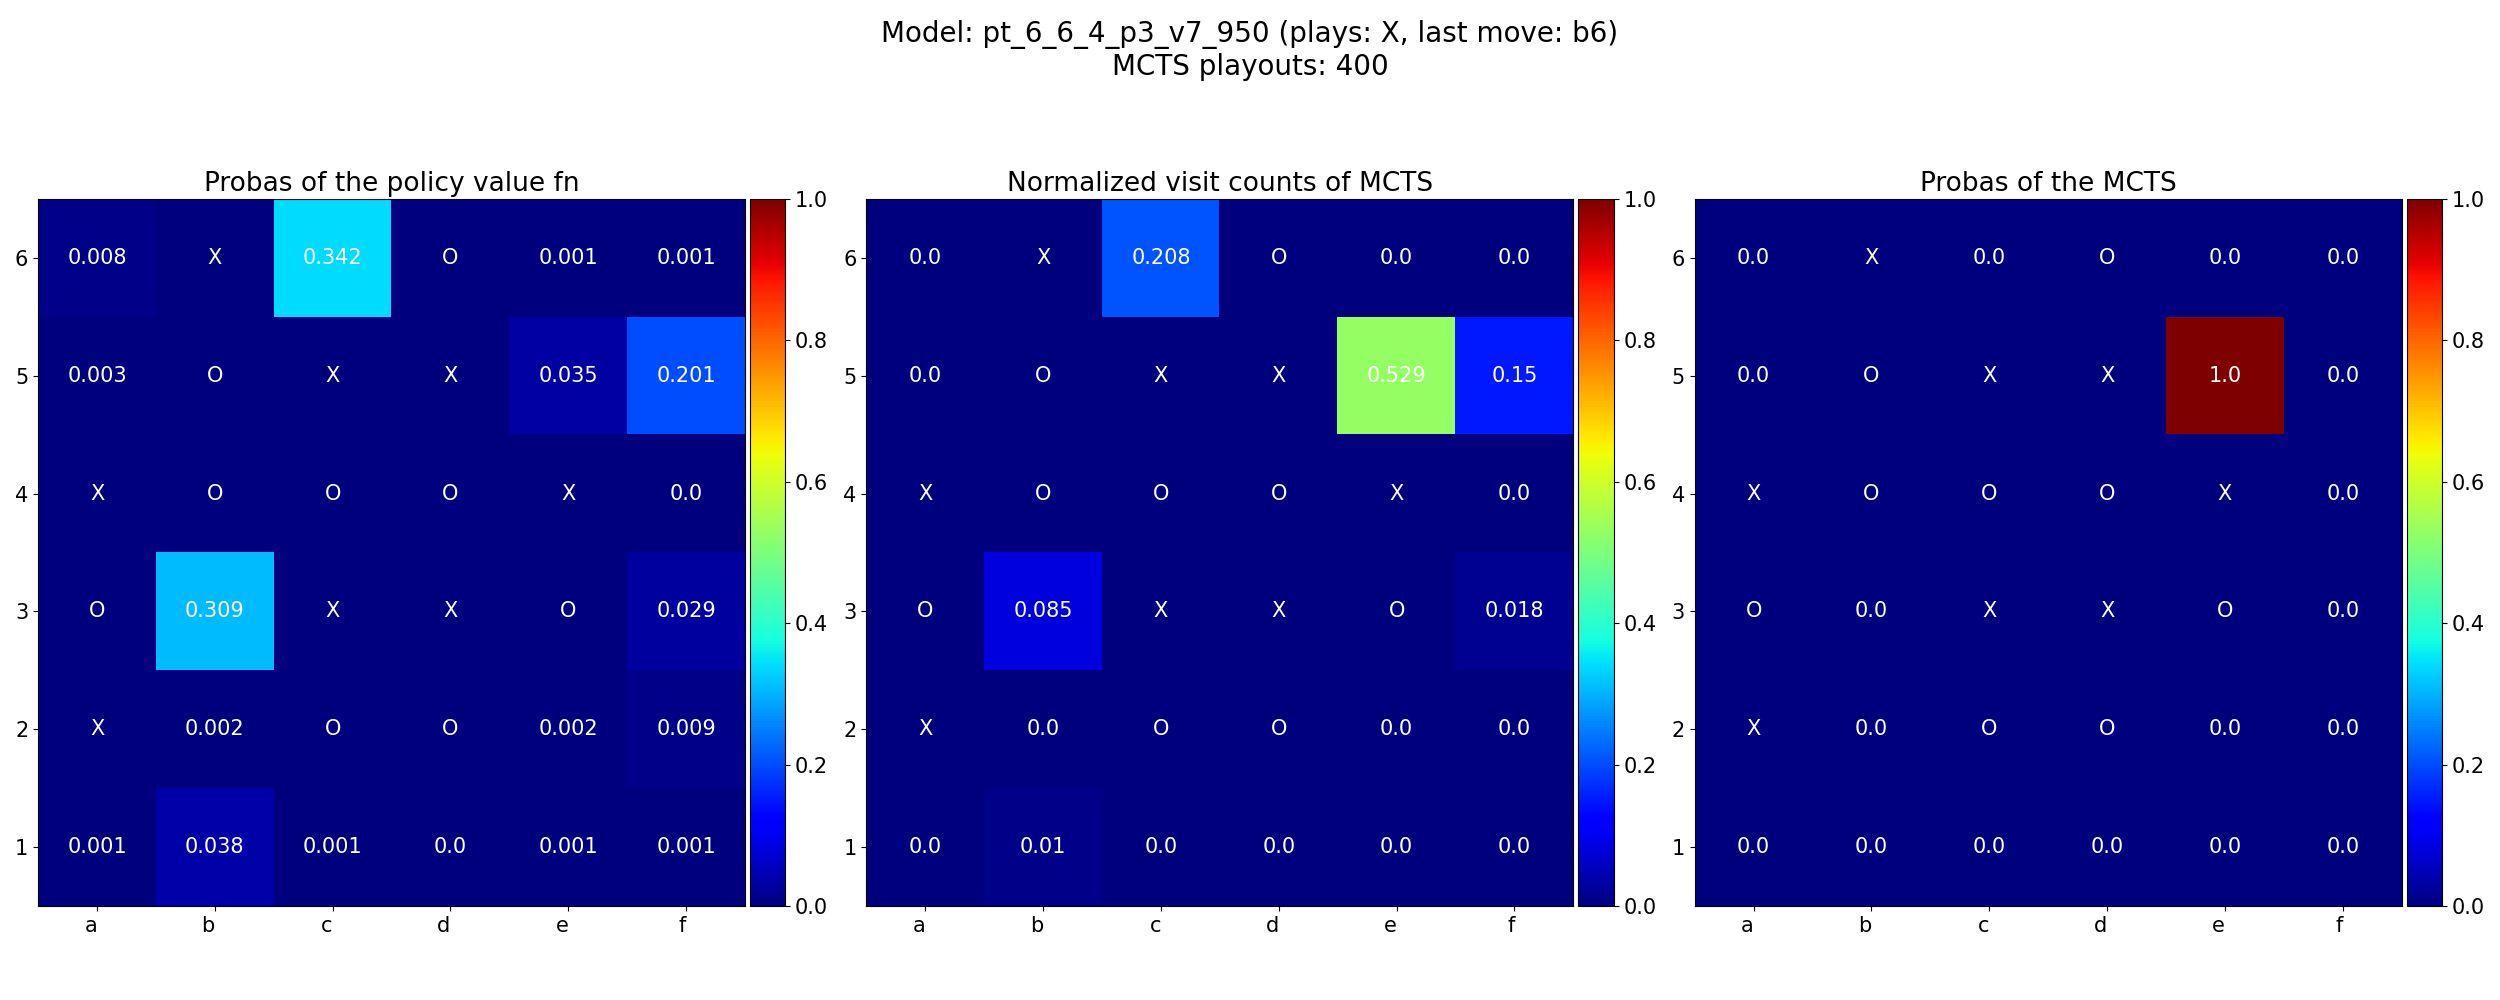 Model: pt_6_6_4_p3_v7_950 (plays: X, last move: b6)
MCTS playouts: 400
Probas of the policy value fn
1.0
6 0.008 X 0.342 O 0.001 0.001
0.8
5 0.003 O X X 0.035 0.201
0.6
4 X O O O X 0.0
0.4
3 O 0.309 X X O 0.029
2 X 0.002 O O 0.002 0.009
0.2
1 0.001 0.038 0.001 0.0 0.001 0.001
0.0
a b c d e f
Normalized visit counts of MCTS
1.0
6 0.0 X 0.208 O 0.0 0.0
0.8
5 0.0 O X X 0.529 0.15
0.6
4 X O O O X 0.0
0.4
3 O 0.085 X X O 0.018
2 X 0.0 O O 0.0 0.0
0.2
1 0.0 0.01 0.0 0.0 0.0 0.0
0.0
a b c d e f
Probas of the MCTS
1.0
6 0.0 X 0.0 O 0.0 0.0
0.8
5 0.0 O X X 1.0 0.0
0.6
4 X O O O X 0.0
0.4
3 O 0.0 X X O 0.0
2 X 0.0 O O 0.0 0.0
0.2
1 0.0 0.0 0.0 0.0 0.0 0.0
0.0
a b c d e f